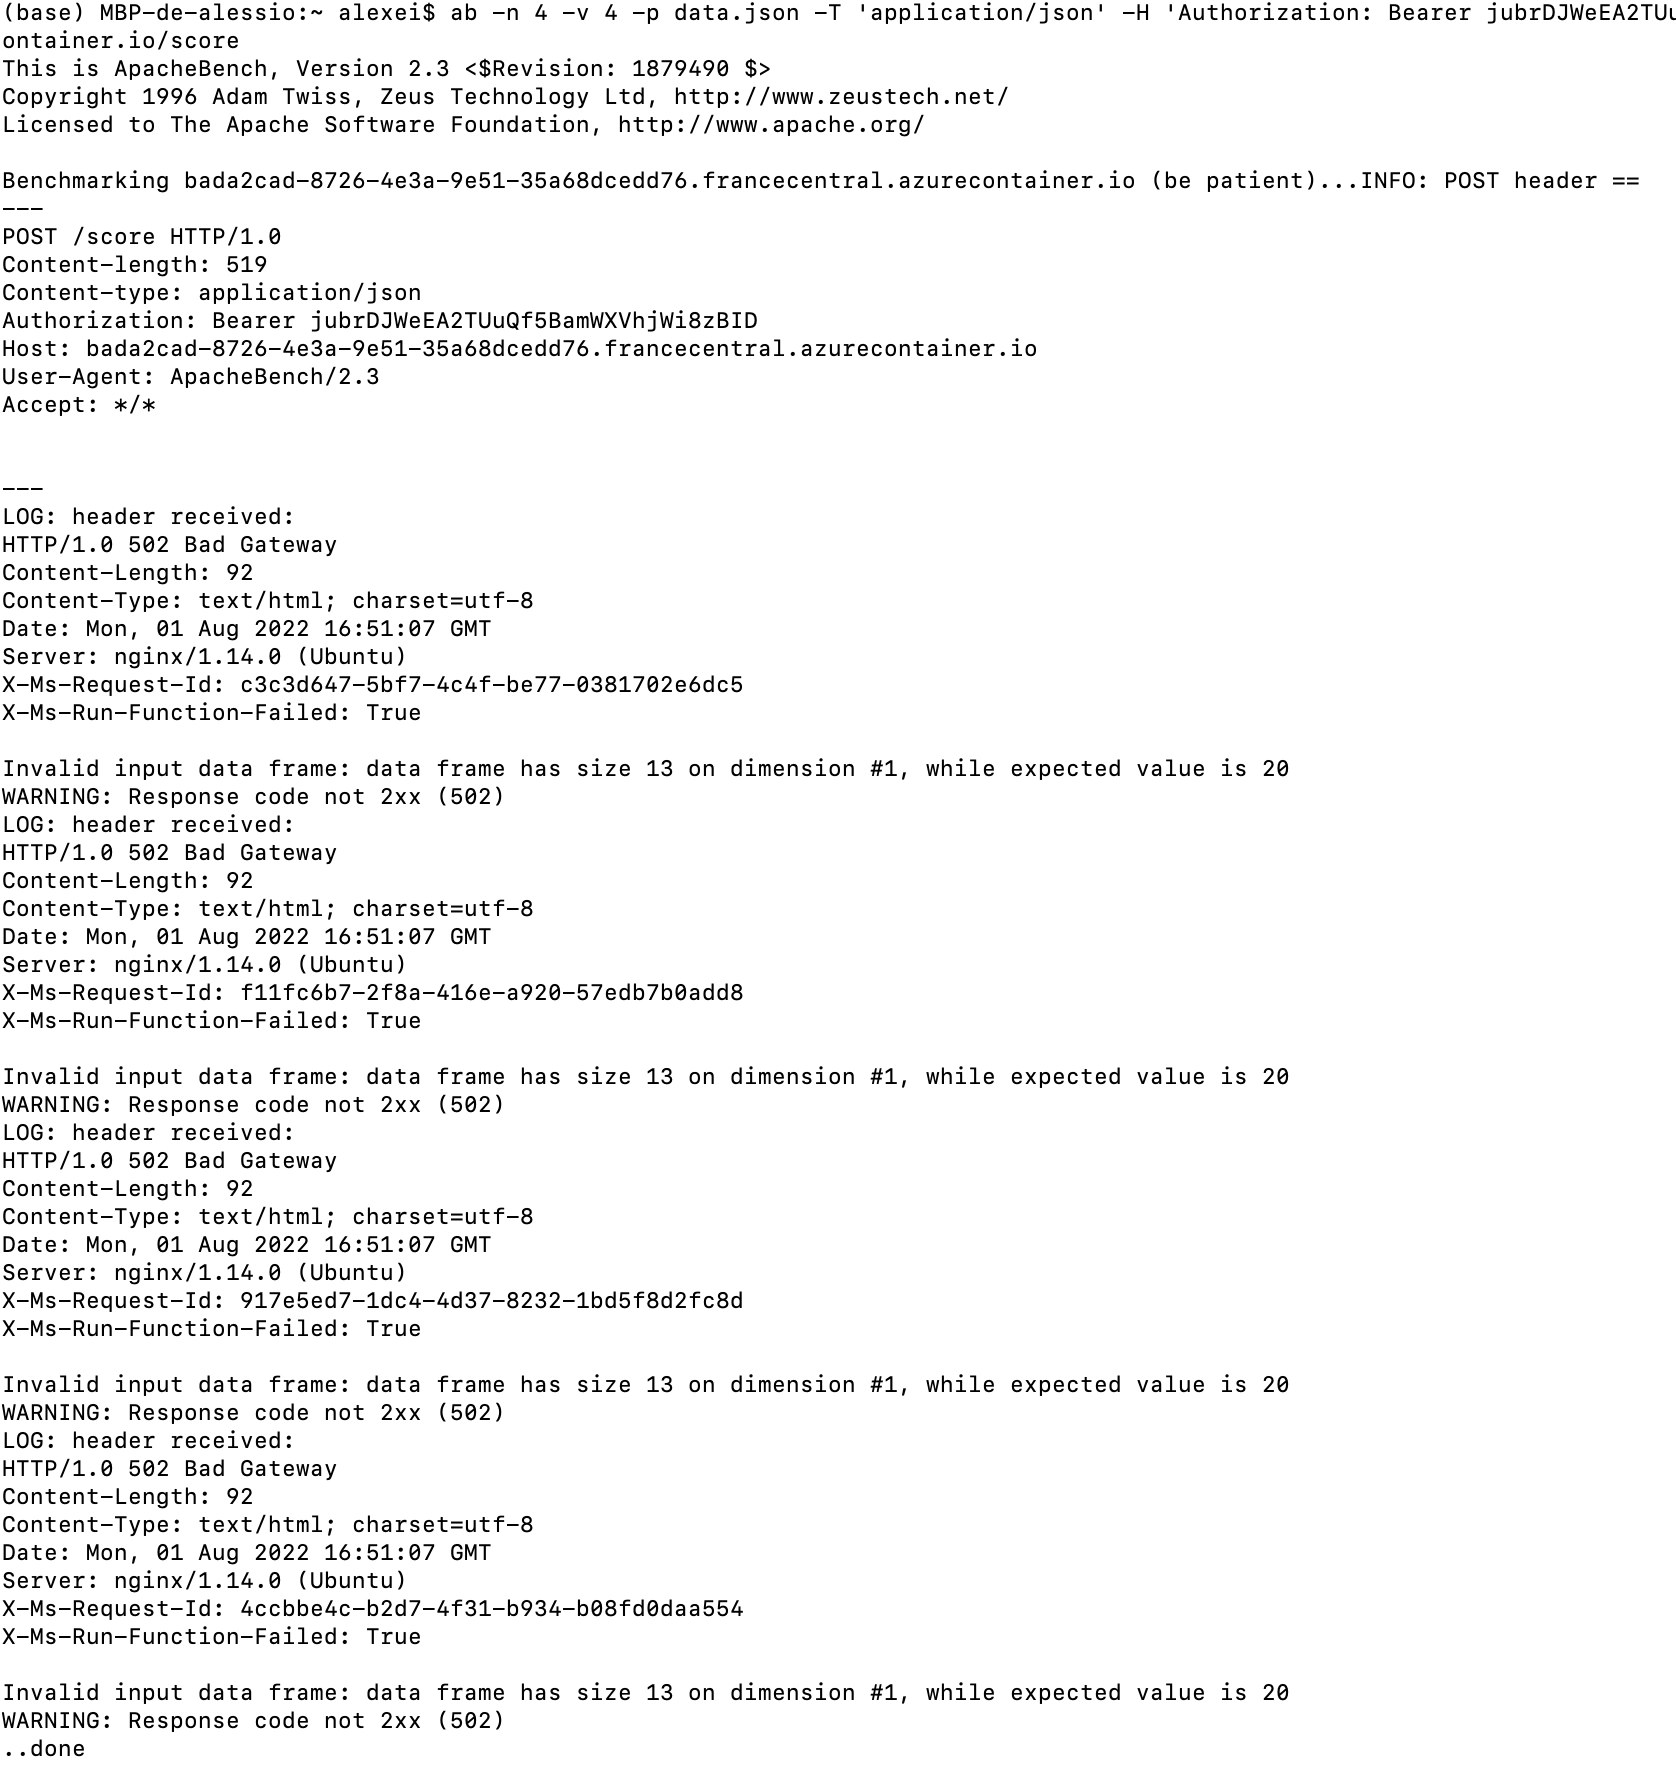 (base) MBP-de-alessio:~ alexei$ ab -n 4 -v 4 -p data.json -T 'application/json' -H 'Authorization: Bearer jubrDJWeEA2TUu
ontainer.io/score
This is ApacheBench, Version 2.3 <$Revision: 1879490 $>
Copyright 1996 Adam Twiss, Zeus Technology Ltd, http://www.zeustech.net/
Licensed to The Apache Software Foundation, http://www.apache.org/

Benchmarking bada2cad-8726-4e3a-9e51-35a68dcedd76.francecentral.azurecontainer.io (be patient)...INFO: POST header ==
---
POST /score HTTP/1.0
Content-length: 519
Content-type: application/json
Authorization: Bearer jubrDJWeEA2TUuQf5BamWXVhjWi8zBID
Host: bada2cad-8726-4e3a-9e51-35a68dcedd76.francecentral.azurecontainer.io
User-Agent: ApacheBench/2.3
Accept: */*


---
LOG: header received:
HTTP/1.0 502 Bad Gateway
Content-Length: 92
Content-Type: text/html; charset=utf-8
Date: Mon, 01 Aug 2022 16:51:07 GMT
Server: nginx/1.14.0 (Ubuntu)
X-Ms-Request-Id: c3c3d647-5bf7-4c4f-be77-0381702e6dc5
X-Ms-Run-Function-Failed: True

Invalid input data frame: data frame has size 13 on dimension #1, while expected value is 20
WARNING: Response code not 2xx (502)
LOG: header received:
HTTP/1.0 502 Bad Gateway
Content-Length: 92
Content-Type: text/html; charset=utf-8
Date: Mon, 01 Aug 2022 16:51:07 GMT
Server: nginx/1.14.0 (Ubuntu)
X-Ms-Request-Id: f11fc6b7-2f8a-416e-a920-57edb7b0add8
X-Ms-Run-Function-Failed: True

Invalid input data frame: data frame has size 13 on dimension #1, while expected value is 20
WARNING: Response code not 2xx (502)
LOG: header received:
HTTP/1.0 502 Bad Gateway
Content-Length: 92
Content-Type: text/html; charset=utf-8
Date: Mon, 01 Aug 2022 16:51:07 GMT
Server: nginx/1.14.0 (Ubuntu)
X-Ms-Request-Id: 917e5ed7-1dc4-4d37-8232-1bd5f8d2fc8d
X-Ms-Run-Function-Failed: True

Invalid input data frame: data frame has size 13 on dimension #1, while expected value is 20
WARNING: Response code not 2xx (502)
LOG: header received:
HTTP/1.0 502 Bad Gateway
Content-Length: 92
Content-Type: text/html; charset=utf-8
Date: Mon, 01 Aug 2022 16:51:07 GMT
Server: nginx/1.14.0 (Ubuntu)
X-Ms-Request-Id: 4ccbbe4c-b2d7-4f31-b934-b08fd0daa554
X-Ms-Run-Function-Failed: True

Invalid input data frame: data frame has size 13 on dimension #1, while expected value is 20
WARNING: Response code not 2xx (502)
..done